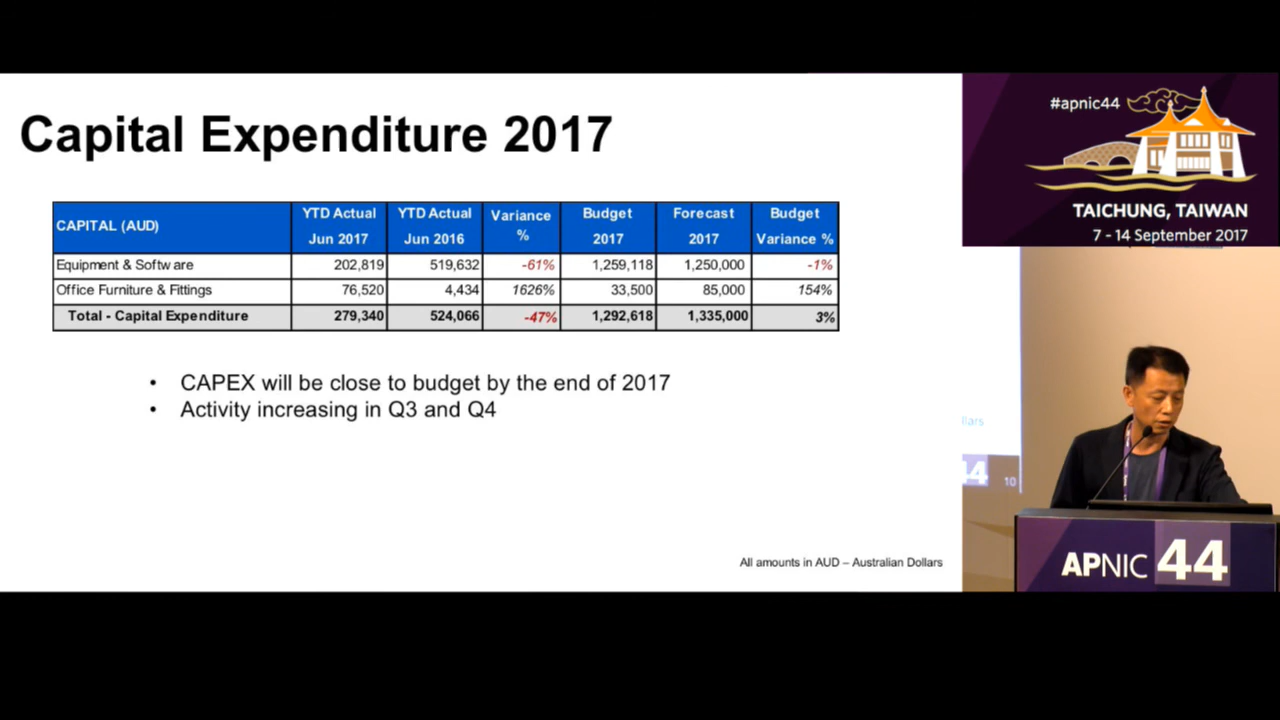 Capital Expenditure 2017
CAPITAL (AUD) YTD Actual Jun 2017 YTD Actual Jun 2016 Variance % Budget 2017 Forecast 2017 Budget Variance %
Equipment & Software 202,819 519,632 -61% 1,259,118 1,250,000 -1%
Office Furniture & Fittings 76,520 4,434 1626% 33,500 85,000 154%
Total - Capital Expenditure 279,340 524,066 -47% 1,292,618 1,335,000 3%
• CAPEX will be close to budget by the end of 2017
• Activity increasing in Q3 and Q4
All amounts in AUD – Australian Dollars
#apnic44
TAICHUNG, TAIWAN
7 - 14 September 2017
llars
44
10
APNIC 44